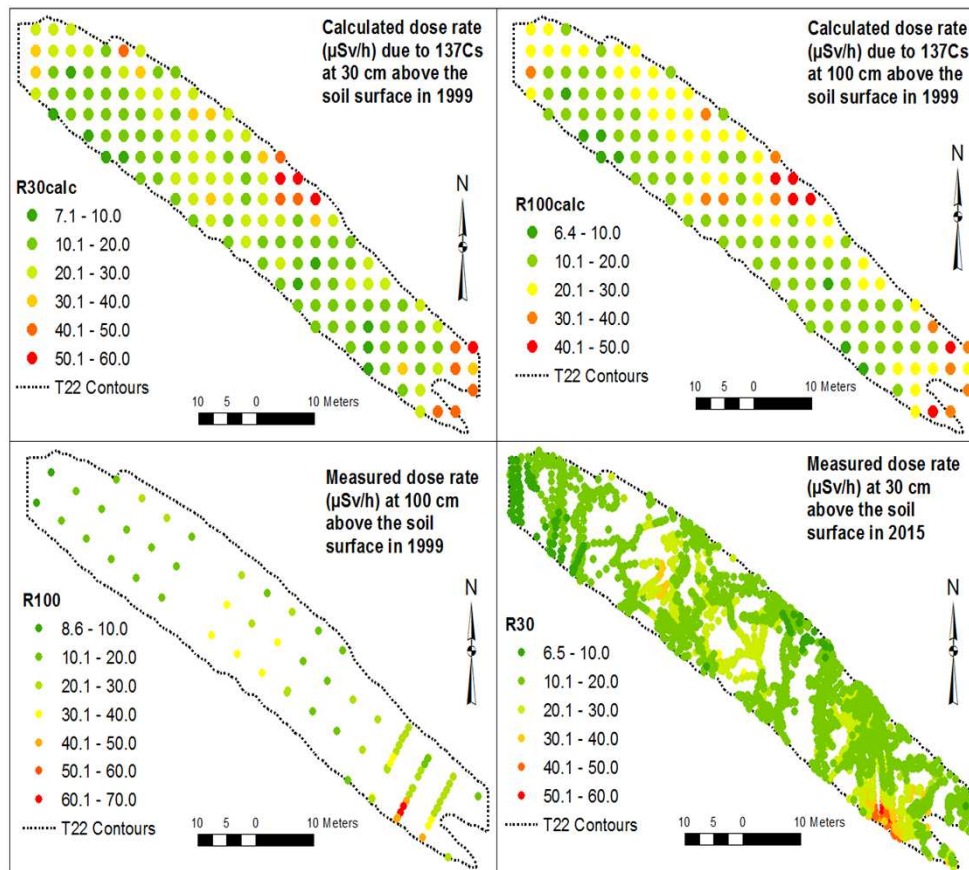 Calculated dose rate
(µSv/h) due to 137Cs
at 30 cm above the
soil surface in 1999
N
R30calc
7.1 - 10.0
10.1 - 20.0
20.1 - 30.0
30.1 - 40.0
40.1 - 50.0
50.1 - 60.0
T22 Contours
10 5 0 10 Meters
Calculated dose rate
(µSv/h) due to 137Cs
at 100 cm above the
soil surface in 1999
N
R100calc
6.4 - 10.0
10.1 - 20.0
20.1 - 30.0
30.1 - 40.0
40.1 - 50.0
T22 Contours
10 5 0 10 Meters
Measured dose rate
(µSv/h) at 100 cm
above the soil
surface in 1999
N
R100
8.6 - 10.0
10.1 - 20.0
20.1 - 30.0
30.1 - 40.0
40.1 - 50.0
50.1 - 60.0
60.1 - 70.0
T22 Contours
10 5 0 10 Meters
Measured dose rate
(µSv/h) at 30 cm
above the soil
surface in 2015
N
R30
6.5 - 10.0
10.1 - 20.0
20.1 - 30.0
30.1 - 40.0
40.1 - 50.0
50.1 - 60.0
T22 Contours
10 5 0 10 Meters